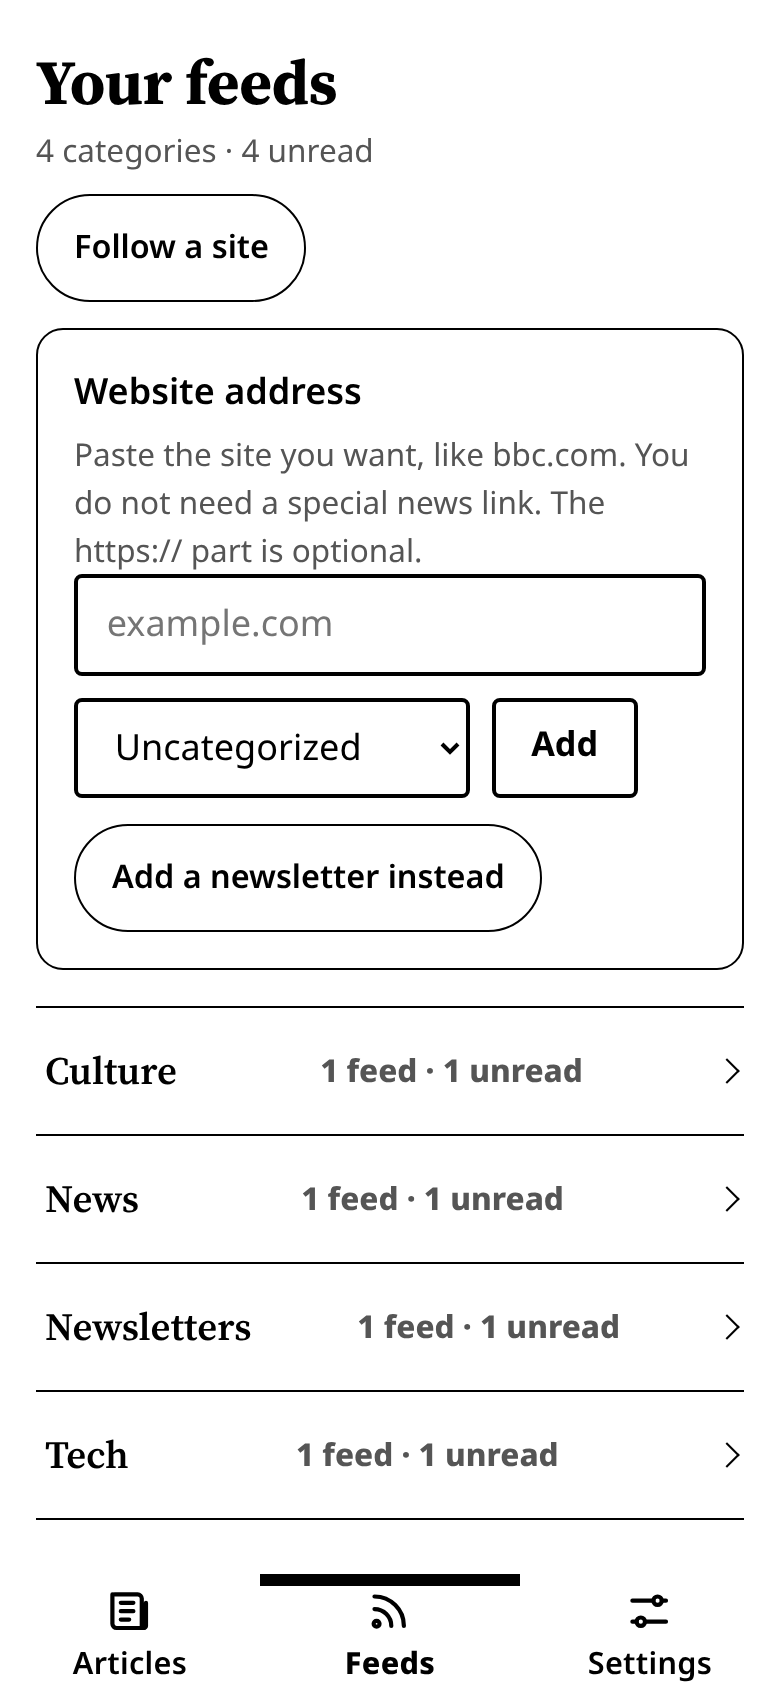 Your feeds
4 categories · 4 unread
Follow a site
Website address
Paste the site you want, like bbc.com. You
do not need a special news link. The
https:// part is optional.
example.com
Uncategorized
Add
Add a newsletter instead
Culture 1 feed · 1 unread
News 1 feed · 1 unread
Newsletters 1 feed · 1 unread
Tech 1 feed · 1 unread
Articles Feeds Settings